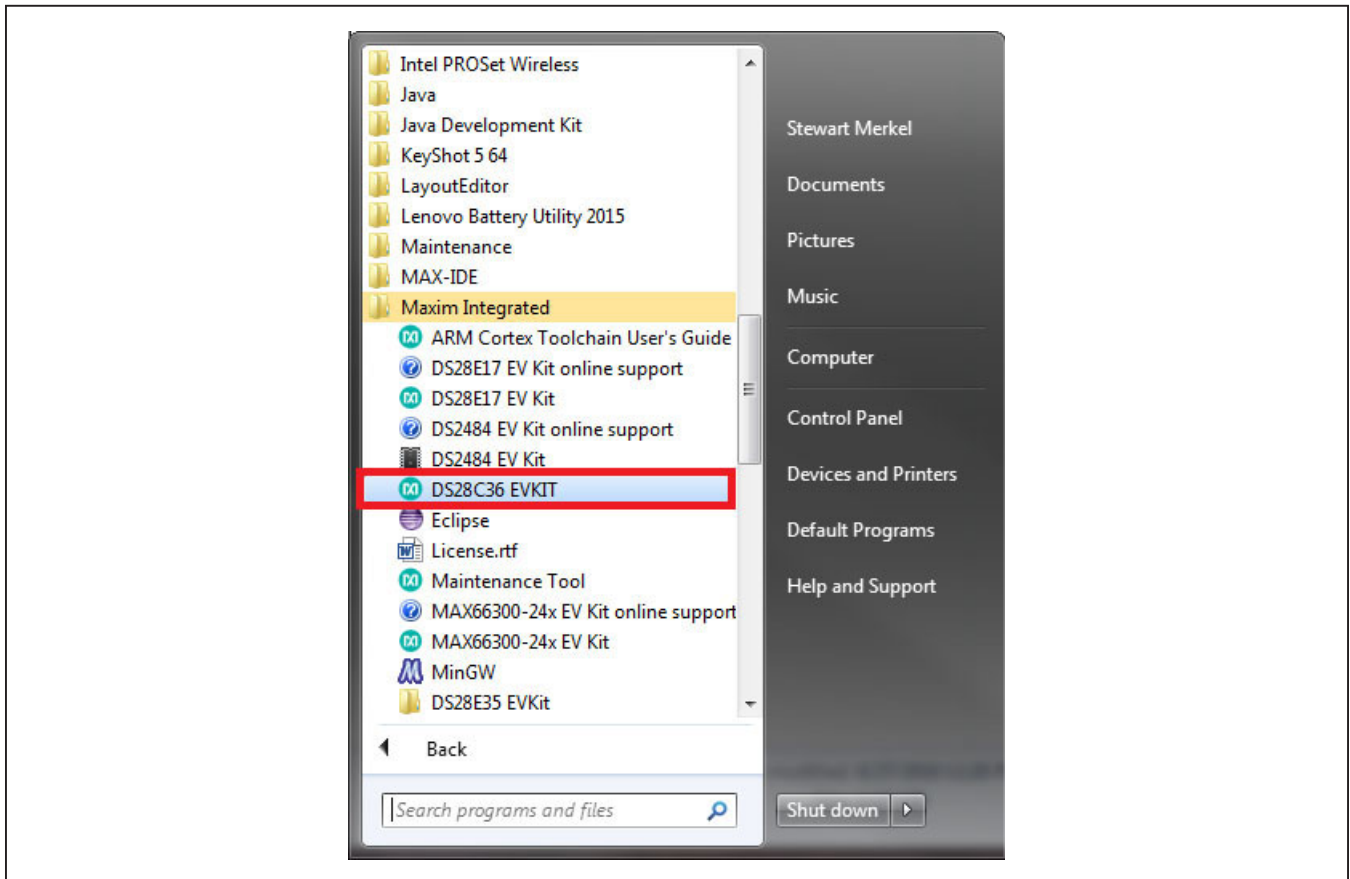 Intel PROSet Wireless
Java
Java Development Kit
KeyShot 5 64
LayoutEditor
Lenovo Battery Utility 2015
Maintenance
MAX-IDE
Maxim Integrated
ARM Cortex Toolchain User's Guide
DS28E17 EV Kit online support
DS28E17 EV Kit
DS2484 EV Kit online support
DS2484 EV Kit
DS28C36 EVKIT
Eclipse
License.rtf
Maintenance Tool
MAX66300-24x EV Kit online support
MAX66300-24x EV Kit
MinGW
DS28E35 EVKit
Back
Search programs and files
Stewart Merkel
Documents
Pictures
Music
Computer
Control Panel
Devices and Printers
Default Programs
Help and Support
Shut down